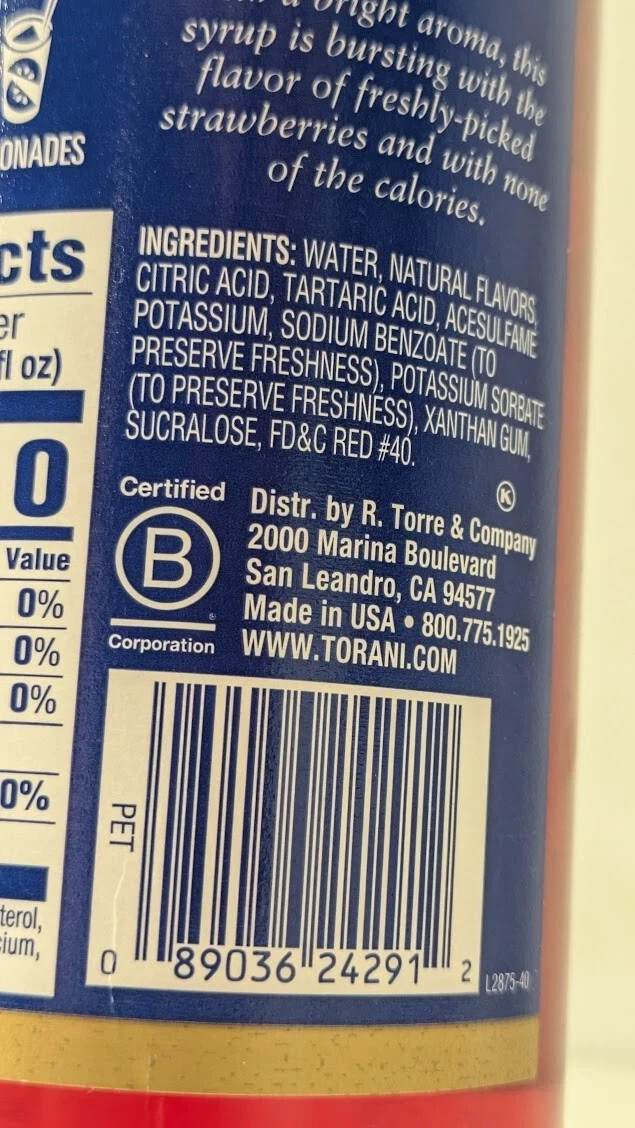 bright aroma, this
syrup is bursting with the
flavor of freshly-picked
strawberries and with none
of the calories.
ONADES
cts
er
fl oz)
0
Value
0%
0%
0%
0%
terol,
cium,
INGREDIENTS: WATER, NATURAL FLAVORS,
CITRIC ACID, TARTARIC ACID, ACESULFAME
POTASSIUM, SODIUM BENZOATE (TO
PRESERVE FRESHNESS), POTASSIUM SORBATE
(TO PRESERVE FRESHNESS), XANTHAN GUM,
SUCRALOSE, FD&C RED #40.
K
Certified
B
Corporation
Distr. by R. Torre & Company
2000 Marina Boulevard
San Leandro, CA 94577
Made in USA • 800.775.1925
WWW.TORANI.COM
PET
0 89036 24291 2
L2875-40